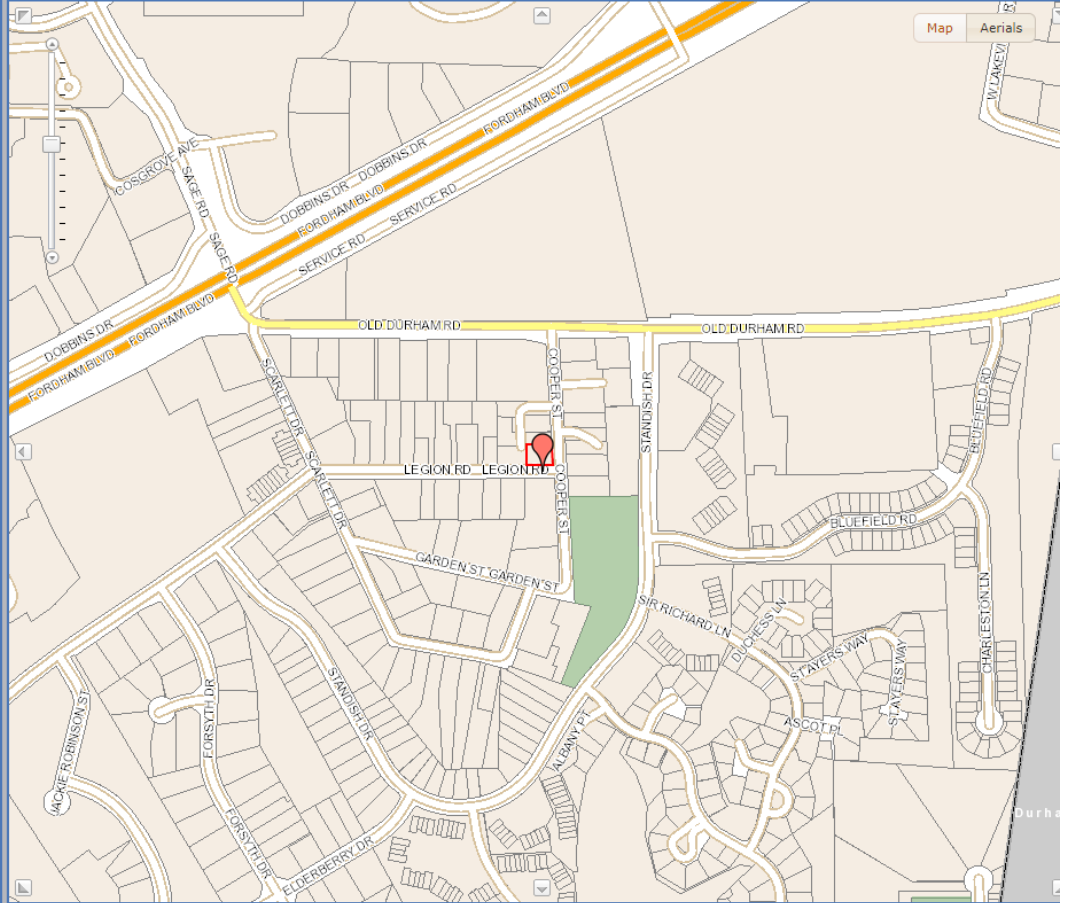 Map
Aerials
W LAKEVI
R
COSGROVE AVE
SAGE RD
SAGE RD
DOBBINS DR
DOBBINS DR
FORDHAM BLVD
FORDHAM BLVD
SERVICE RD
SERVICE RD
DOBBINS DR
FORDHAM BLVD
FORDHAM BLVD
OLD DURHAM RD
OLD DURHAM RD
SCARLETT DR
SCARLETT DR
COOPER ST
COOPER ST
STANDISH DR
BLUEFIELD RD
BLUEFIELD RD
LEGION RD
LEGION RD
GARDEN ST
GARDEN ST
SIR RICHARD LN
DUCHESS LN
ST AYERS WAY
ST AYERS WAY
CHARLESTON LN
ASCOT PL
ALBANY PT
STANDISH DR
FORSYTH DR
FORSYTH DR
JACKIE ROBINSON ST
ELDERBERRY DR
Durha